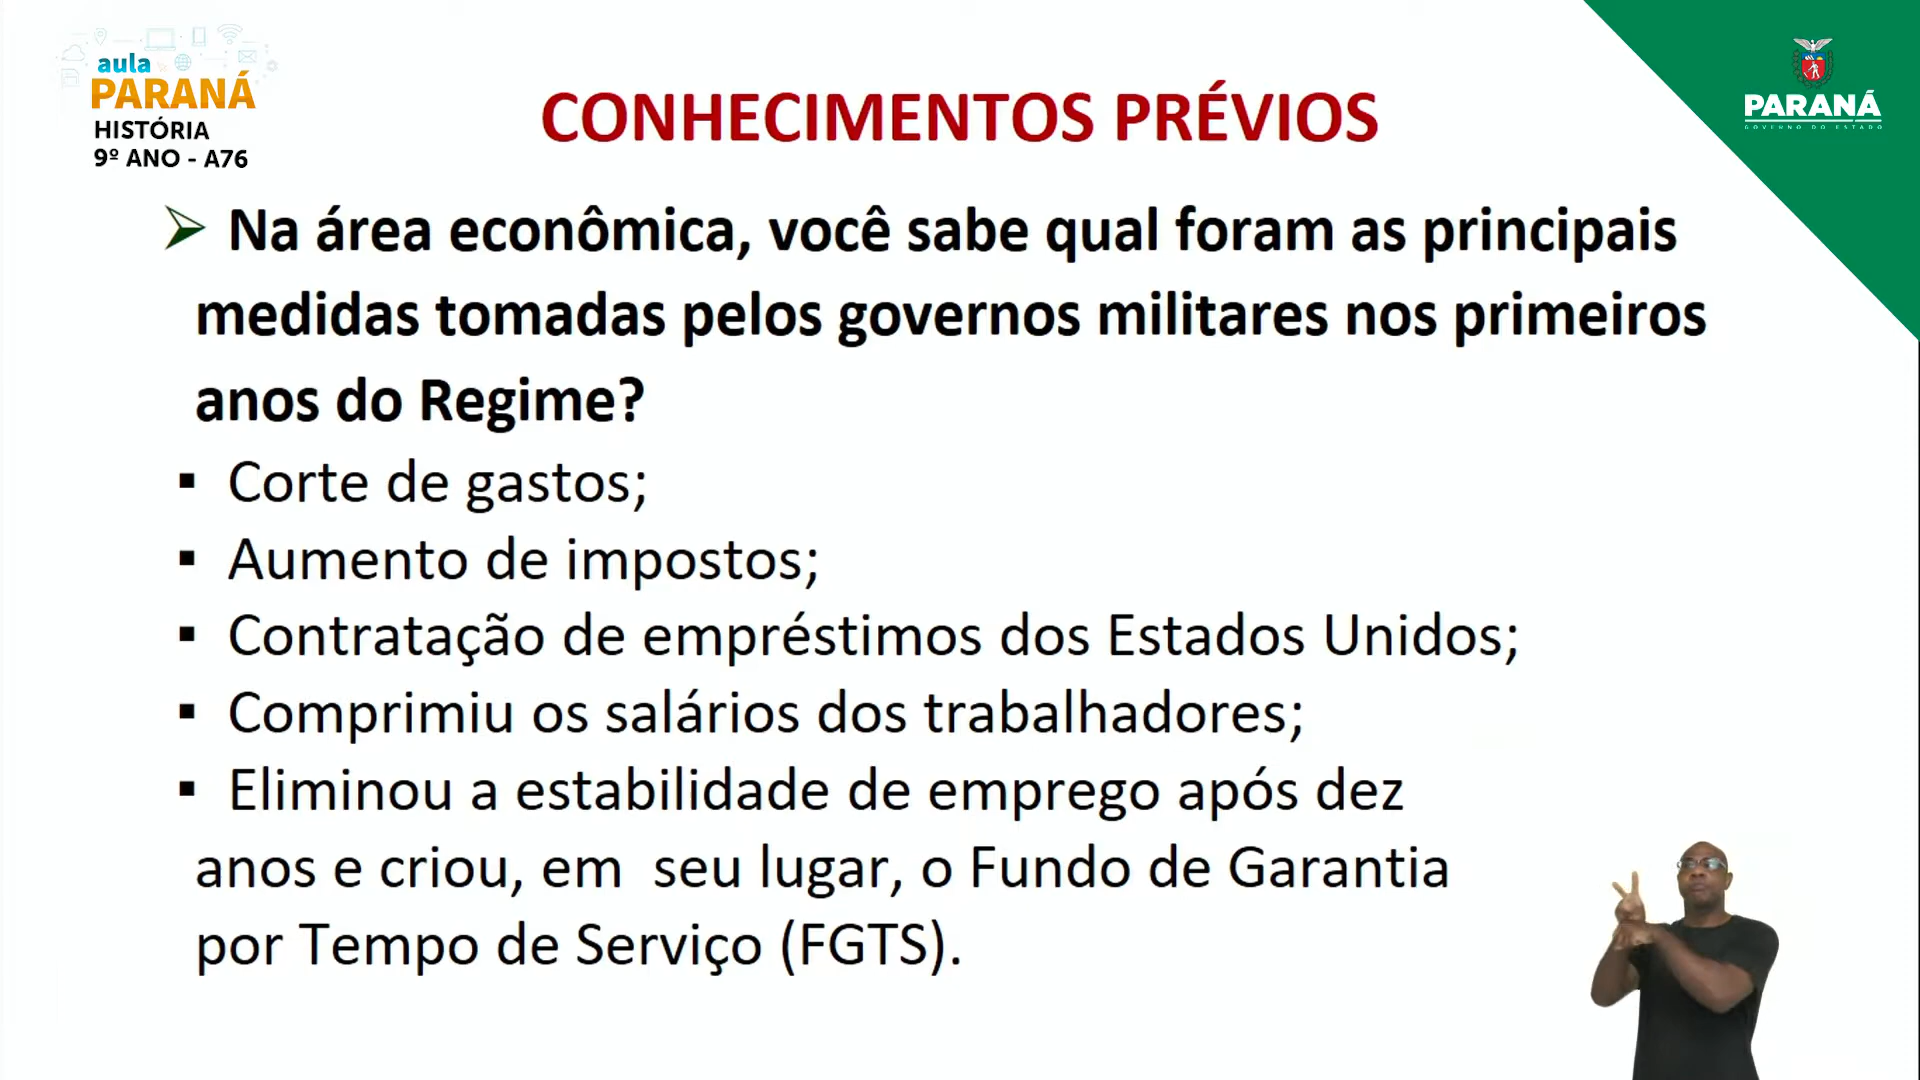 aula
PARANÁ
HISTÓRIA
9º ANO - A76
CONHECIMENTOS PRÉVIOS
PARANÁ
GOVERNO DO ESTADO
Na área econômica, você sabe qual foram as principais
medidas tomadas pelos governos militares nos primeiros
anos do Regime?
▪ Corte de gastos;
▪ Aumento de impostos;
▪ Contratação de empréstimos dos Estados Unidos;
▪ Comprimiu os salários dos trabalhadores;
▪ Eliminou a estabilidade de emprego após dez
anos e criou, em seu lugar, o Fundo de Garantia
por Tempo de Serviço (FGTS).